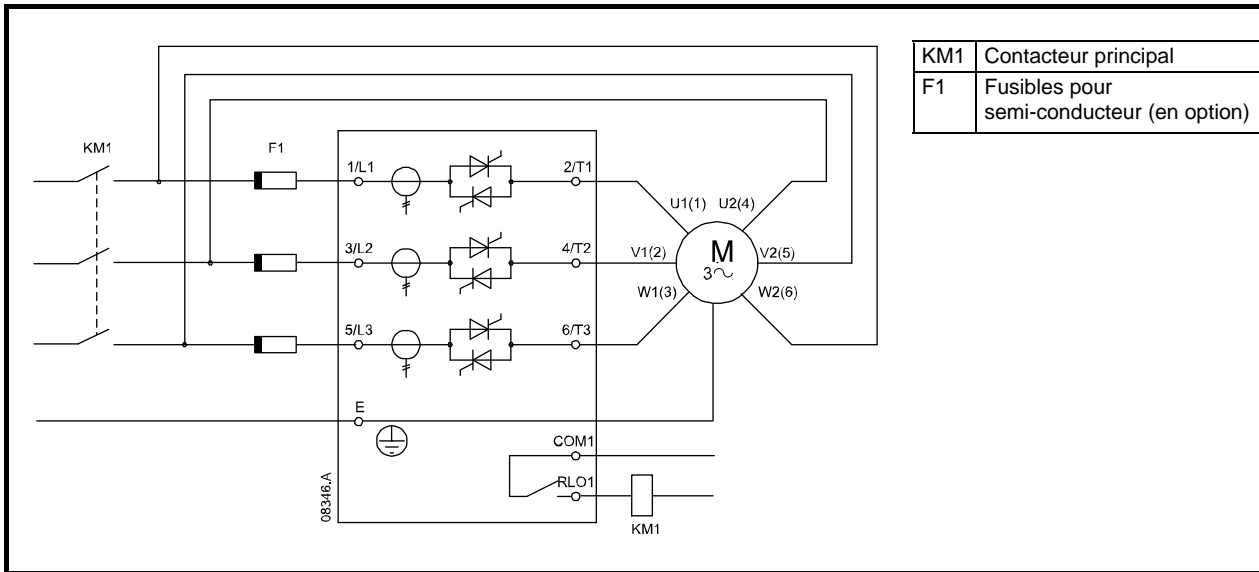 KM1 Contacteur principal
F1 Fusibles pour
semi-conducteur (en option)
KM1
F1
1/L1
2/T1
U1(1) U2(4)
3/L2
4/T2
V1(2)
M
3~
V2(5)
W1(3)
W2(6)
5/L3
6/T3
E
COM1
RLO1
KM1
08346.A